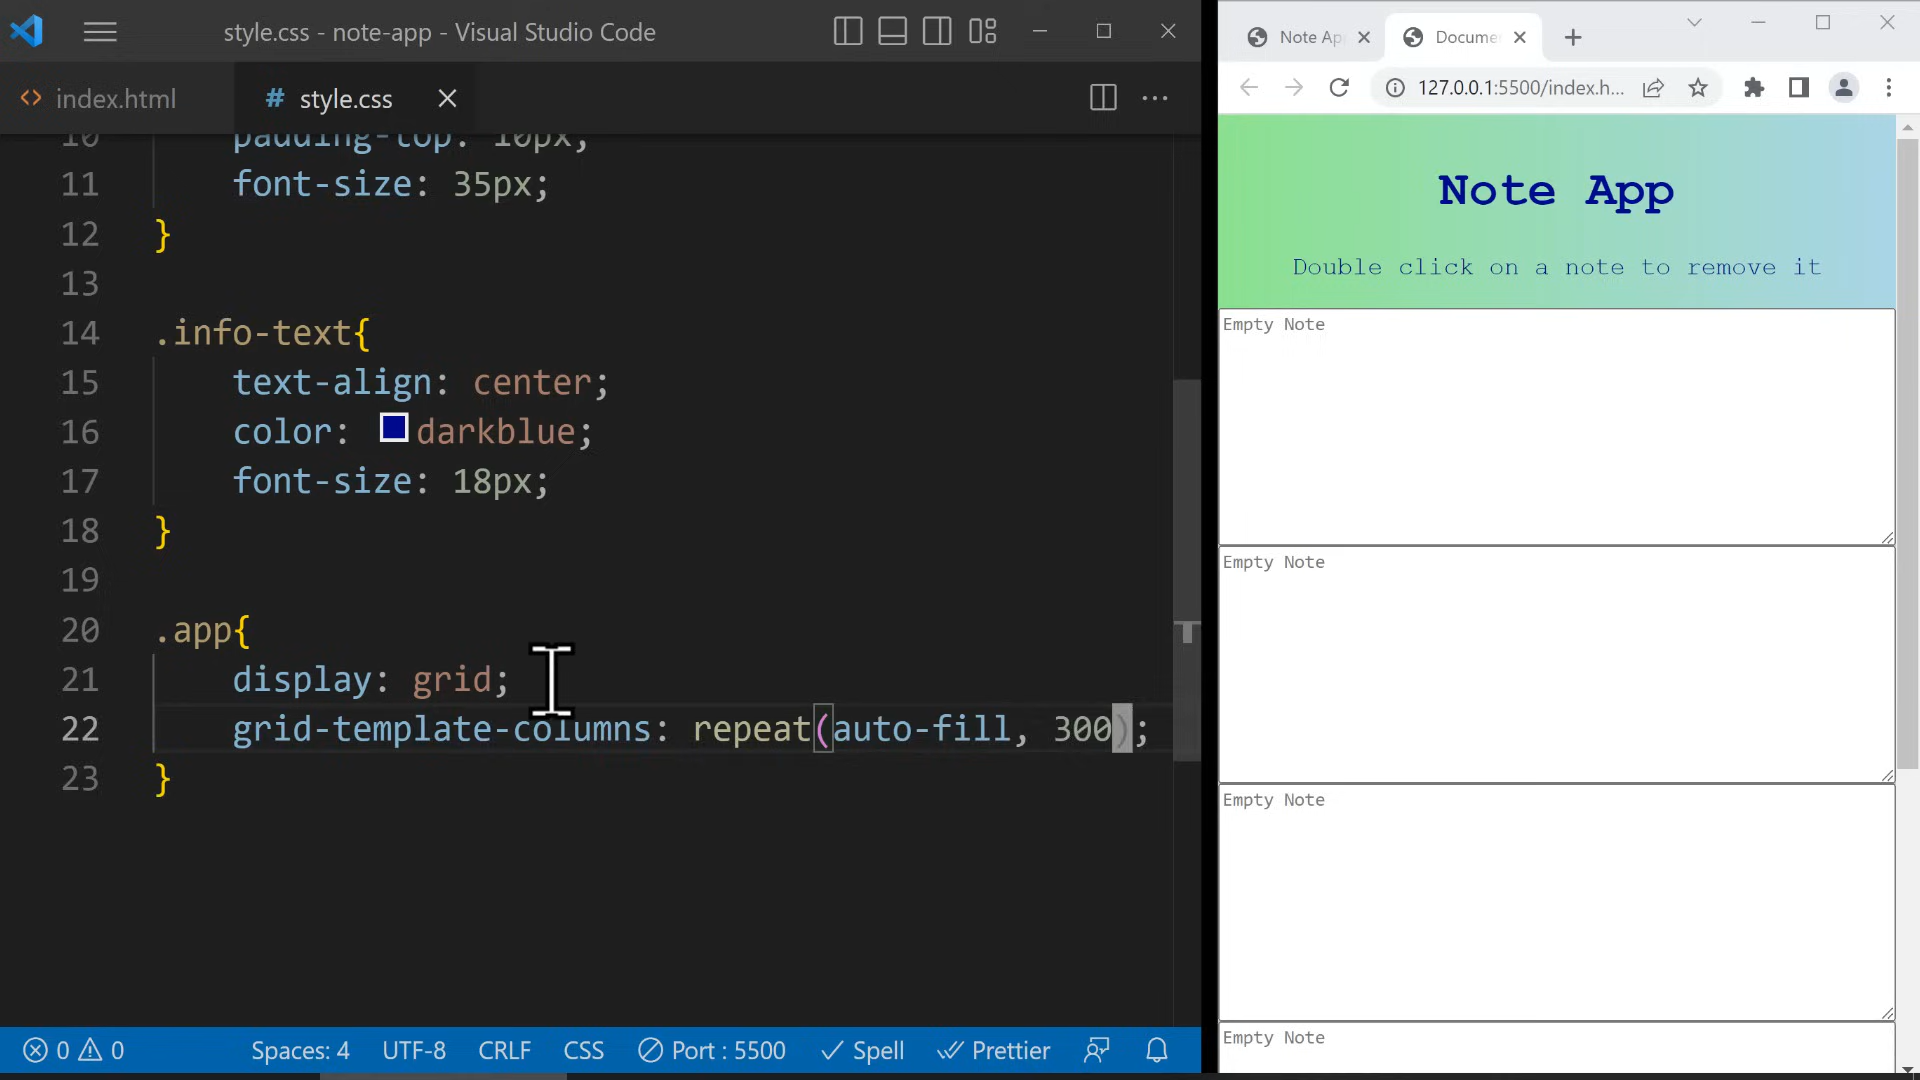 style.css - note-app - Visual Studio Code
<> index.html
# style.css
10 padding-top: 10px;
11 font-size: 35px;
12 }
13
14 .info-text{
15 text-align: center;
16 color: darkblue;
17 font-size: 18px;
18 }
19
20 .app{
21 display: grid;
22 grid-template-columns: repeat(auto-fill, 300);
23 }
0 0 Spaces: 4 UTF-8 CRLF CSS Port : 5500 Spell Prettier
Note Ap
Docume
127.0.0.1:5500/index.h...
Note App
Double click on a note to remove it
Empty Note
Empty Note
Empty Note
Empty Note